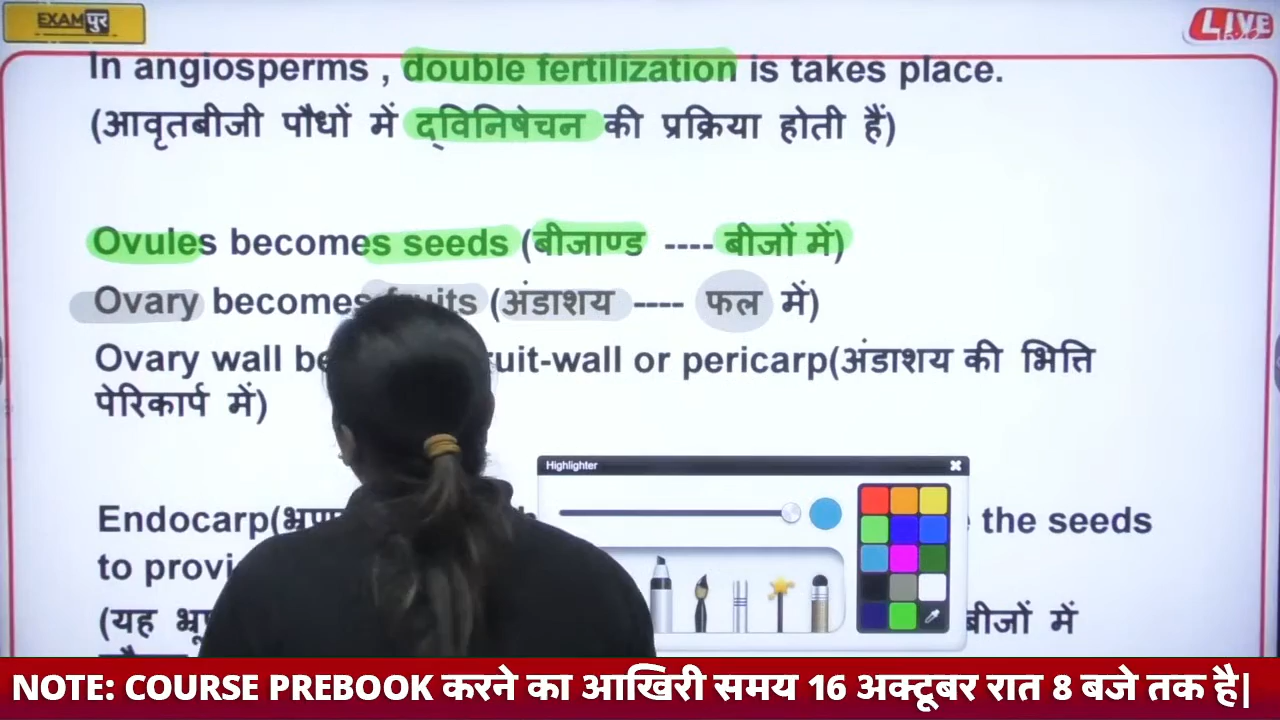 EXAMपुर
LIVE
In angiosperms , double fertilization is takes place.
(आवृतबीजी पौधों में द्विनिषेचन की प्रक्रिया होती हैं)
Ovules becomes seeds (बीजाण्ड ---- बीजों में)
Ovary becomes fruits (अंडाशय ---- फल में)
Ovary wall ruit-wall or pericarp(अंडाशय की भिति
पेरिकार्प में)
Highlighter
Endocarp( the seeds
to provi
(यह बीजों में
NOTE: COURSE PREBOOK करने का आखिरी समय 16 अक्टूबर रात 8 बजे तक है|